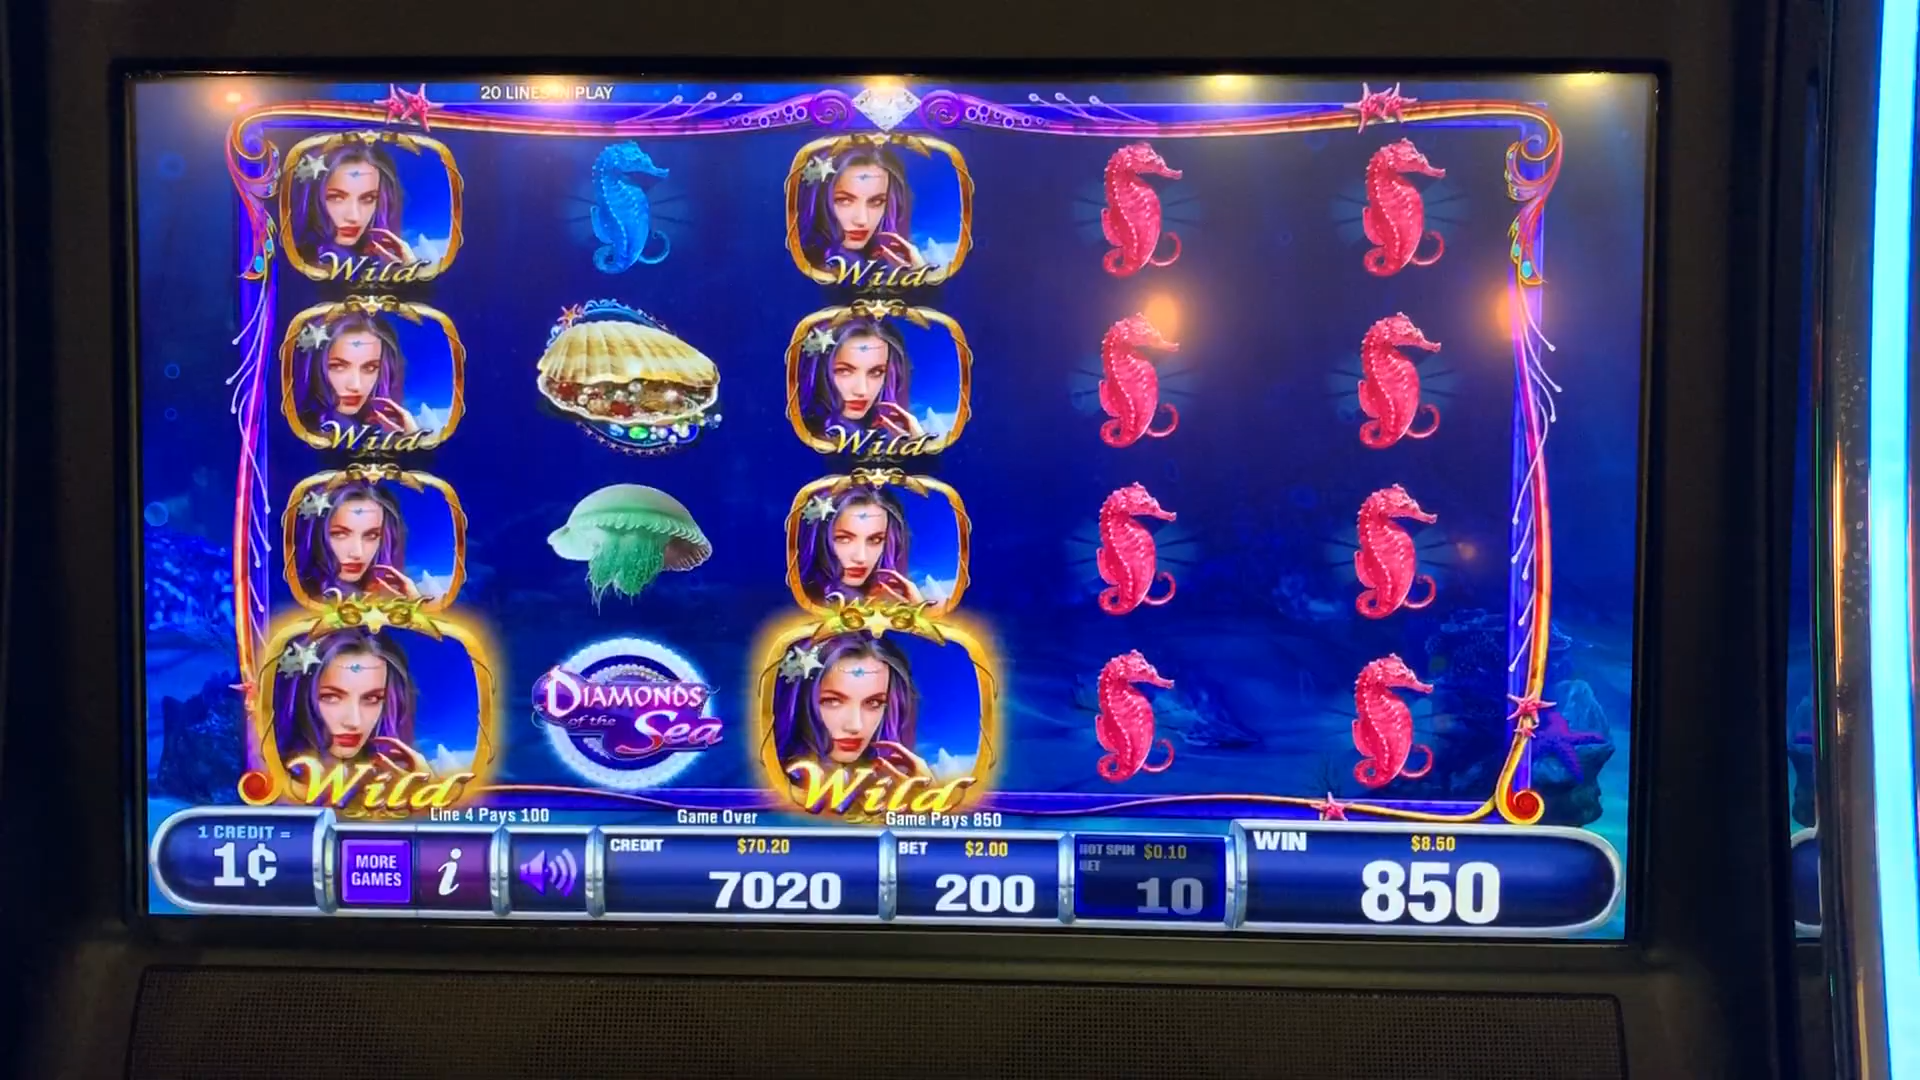 20 LINES IN PLAY
Wild
Wild
Wild
Wild
Wild
Wild
DIAMONDS
of the
Sea
Wild
Wild
Line 4 Pays 100
Game Over
Game Pays 850
1 CREDIT =
1¢
MORE
GAMES
i
CREDIT
$70.20
7020
BET
$2.00
200
HOT SPIN
BET
$0.10
10
WIN
$8.50
850